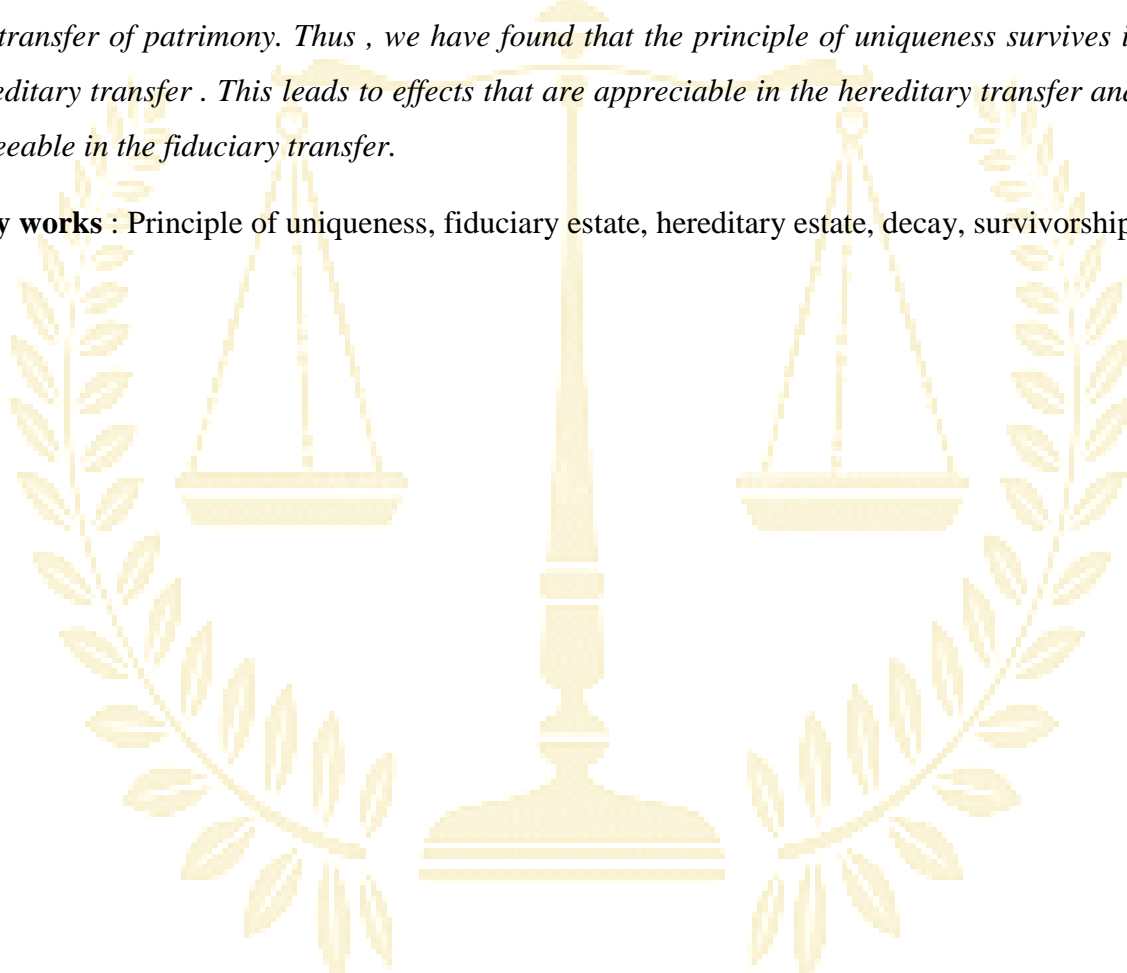 transfer of patrimony. Thus , we have found that the principle of uniqueness survives
editary transfer . This leads to effects that are appreciable in the hereditary transfer and
eeable in the fiduciary transfer.
y works : Principle of uniqueness, fiduciary estate, hereditary estate, decay, survivorship